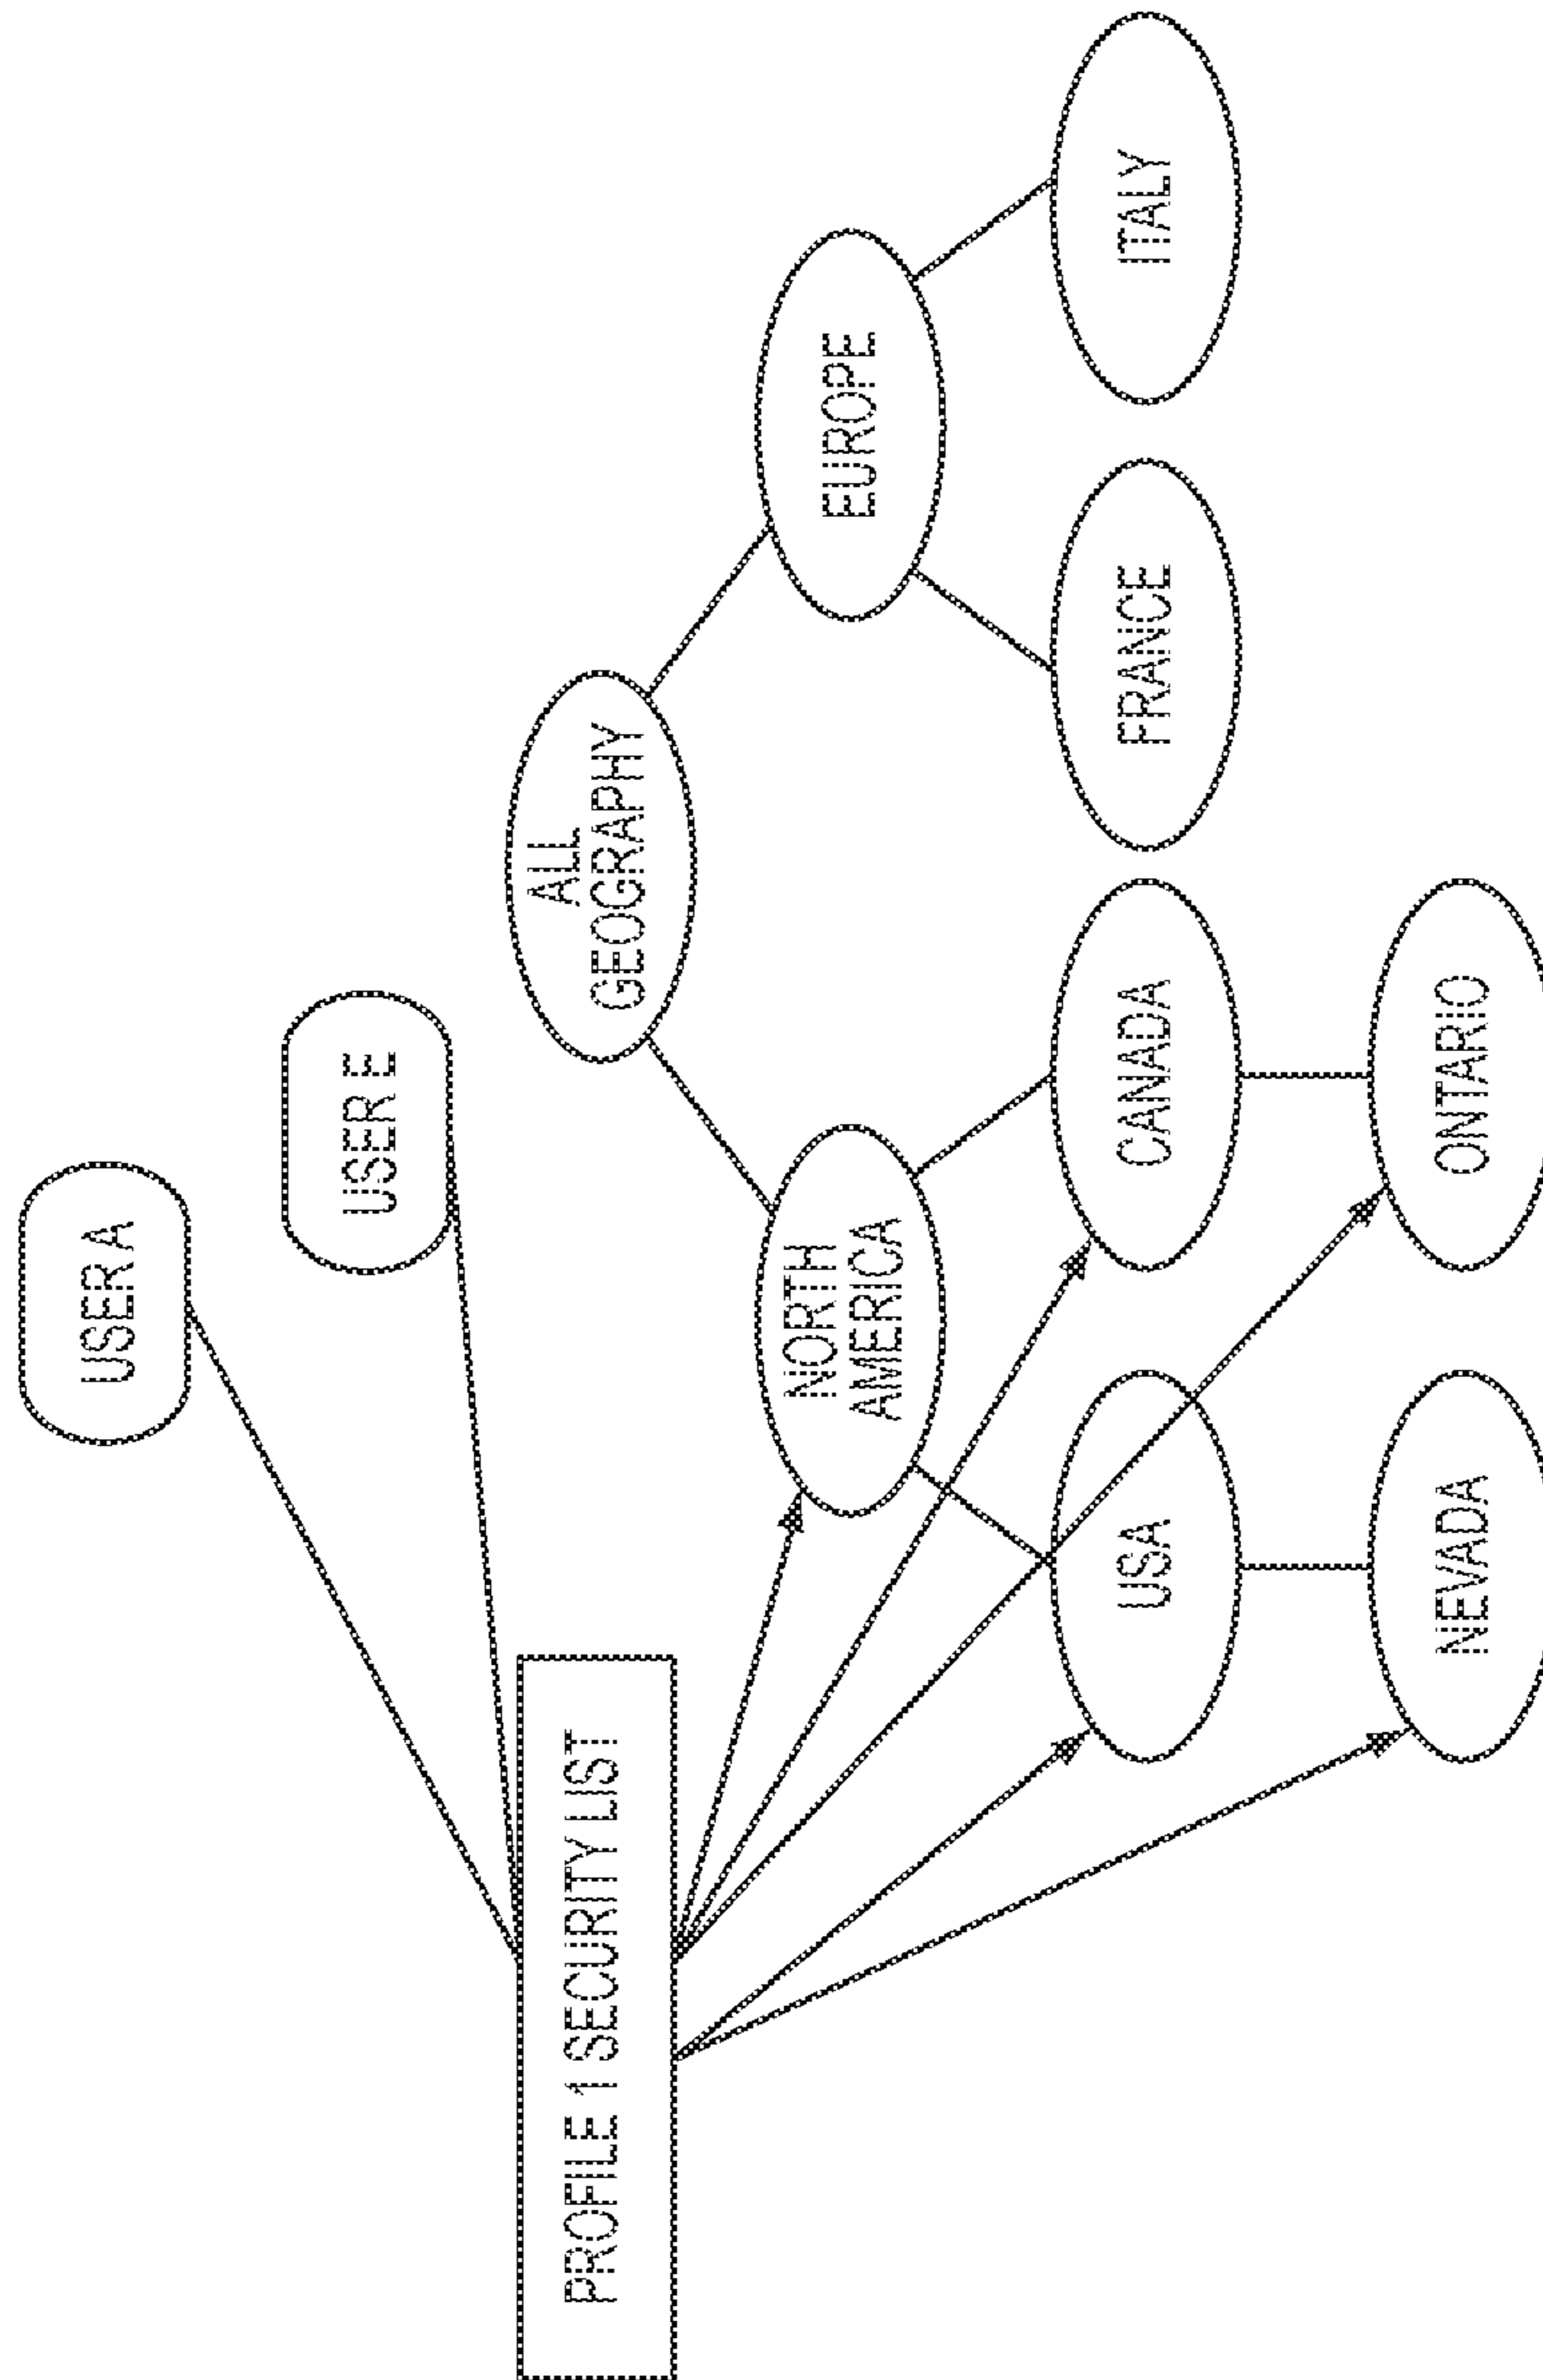 USER A
USER E
PROFILE 1 SECURITY LIST
ALL
GEOGRAPHY
NORTH
AMERICA
EUROPE
USA
CANADA
FRANCE
ITALY
NEVADA
ONTARIO